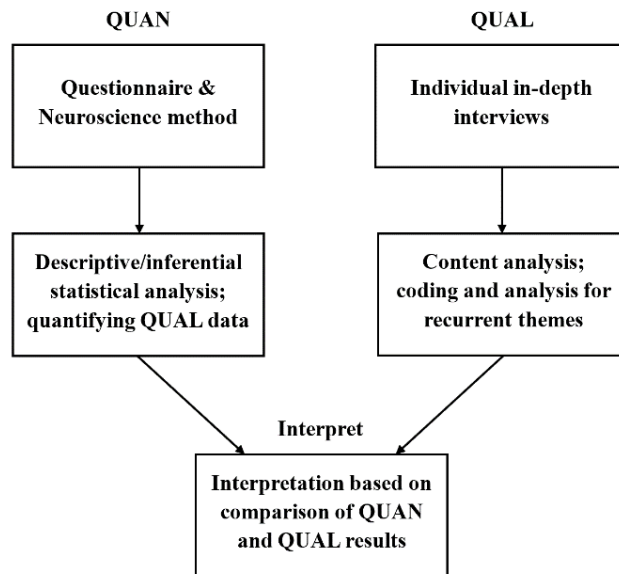 QUAN
Questionnaire &
Neuroscience method
Descriptive/inferential
statistical analysis;
quantifying QUAL data
QUAL
Individual in-depth
interviews
Content analysis;
coding and analysis for
recurrent themes
Interpret
Interpretation based on
comparison of QUAN
and QUAL results